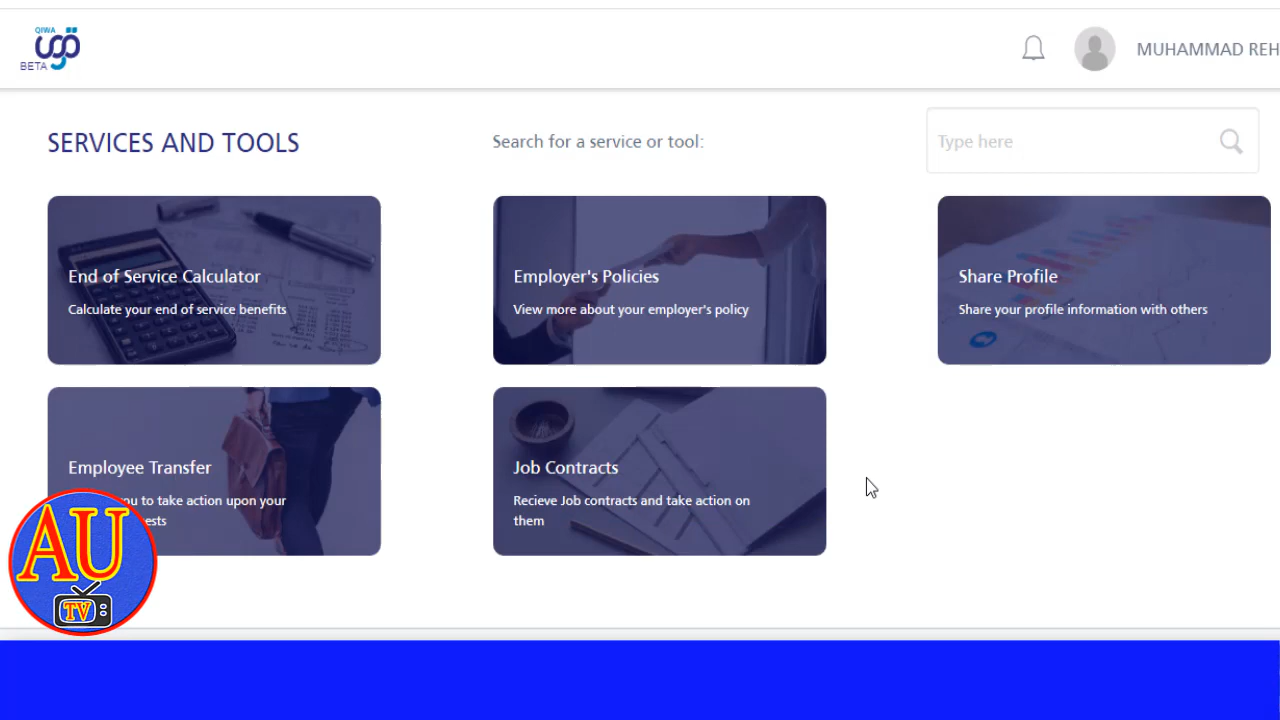 QIWA
قوى
BETA
MUHAMMAD REH
SERVICES AND TOOLS
Search for a service or tool:
Type here
End of Service Calculator
Calculate your end of service benefits
Employer's Policies
View more about your employer's policy
Share Profile
Share your profile information with others
Employee Transfer
you to take action upon your
Job Contracts
Recieve Job contracts and take action on
them
AU
TV